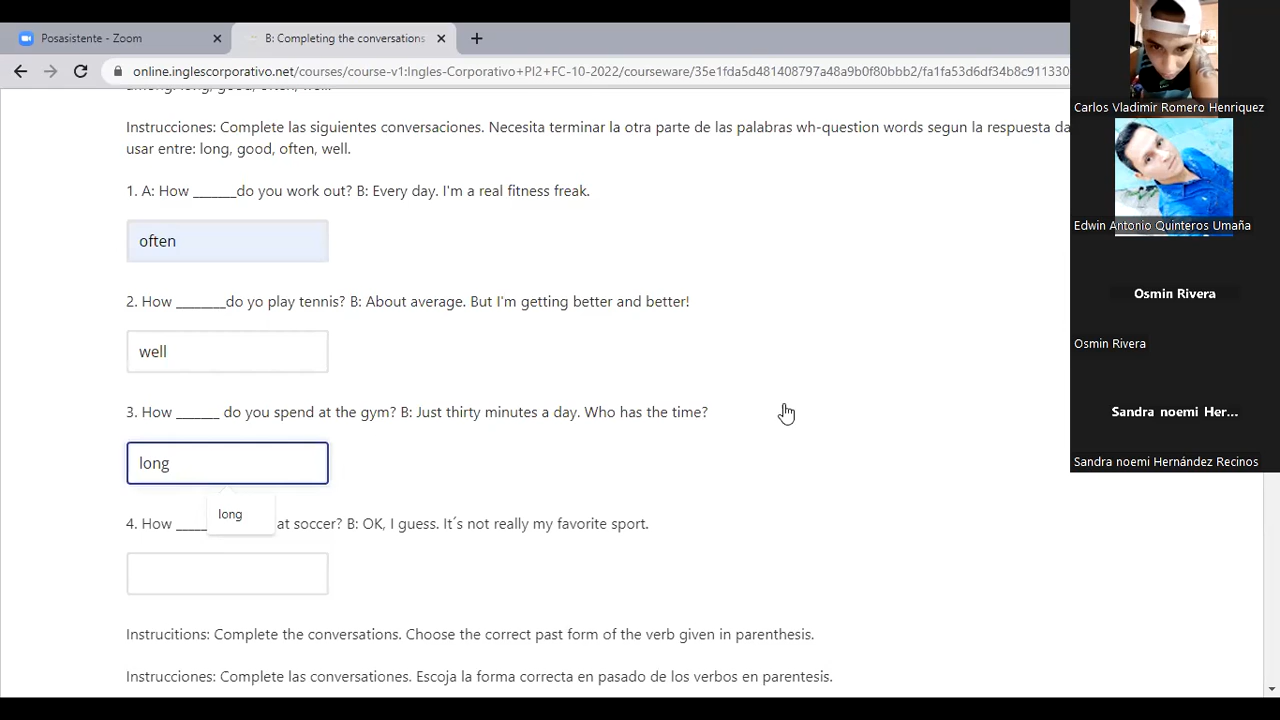 Posasistente - Zoom
B: Completing the conversations
online.inglescorporativo.net/courses/course-v1:Ingles-Corporativo+PI2+FC-10-2022/courseware/35e1fda5d481408797a48a9b0f80bbb2/fa1fa53d6df34b8c911330
Instrucciones: Complete las siguientes conversaciones. Necesita terminar la otra parte de las palabras wh-question words segun la respuesta da
usar entre: long, good, often, well.
1. A: How _______do you work out? B: Every day. I'm a real fitness freak.
often
2. How ________do yo play tennis? B: About average. But I'm getting better and better!
well
3. How _______ do you spend at the gym? B: Just thirty minutes a day. Who has the time?
long
long
4. How _____ at soccer? B: OK, I guess. It´s not really my favorite sport.
Instrucitions: Complete the conversations. Choose the correct past form of the verb given in parenthesis.
Instrucciones: Complete las conversationes. Escoja la forma correcta en pasado de los verbos en parentesis.
Carlos Vladimir Romero Henriquez
Edwin Antonio Quinteros Umaña
Osmin Rivera
Osmin Rivera
Sandra noemi Her...
Sandra noemi Hernández Recinos